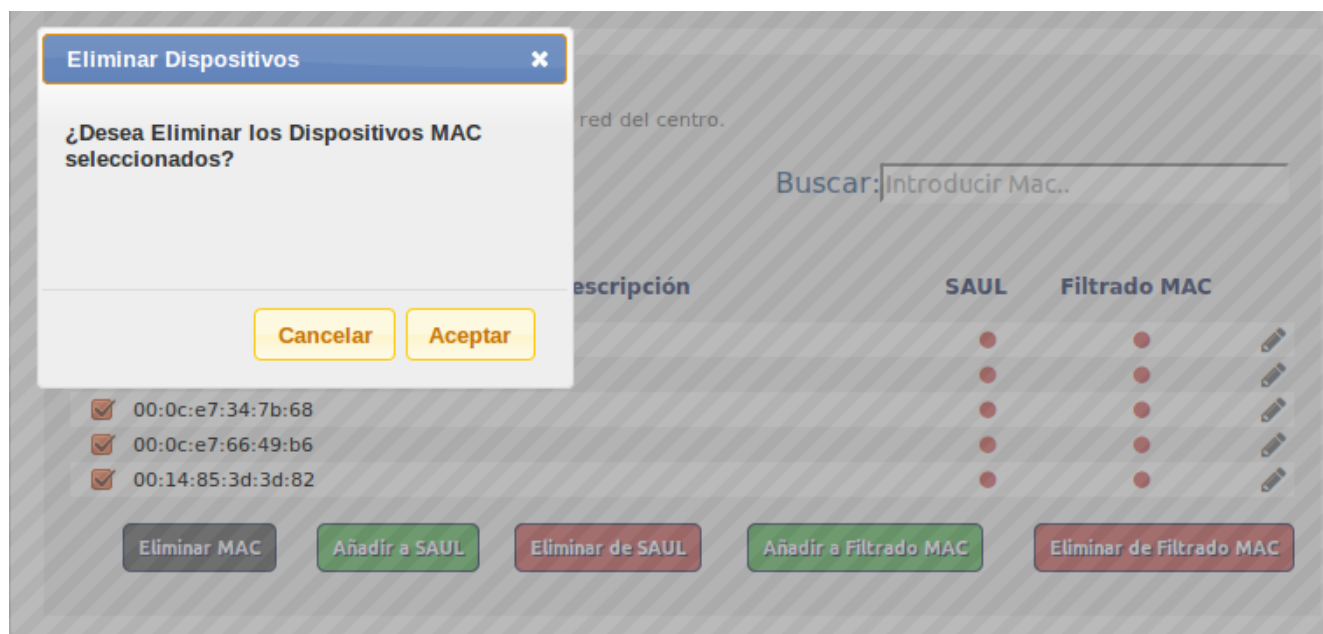 Eliminar Dispositivos
¿Desea Eliminar los Dispositivos MAC
seleccionados?
Cancelar Aceptar
red del centro.
Buscar: Introducir Mac..
escripción SAUL Filtrado MAC
00:0c:e7:34:7b:68
00:0c:e7:66:49:b6
00:14:85:3d:3d:82
Eliminar MAC Añadir a SAUL Eliminar de SAUL Añadir a Filtrado MAC Eliminar de Filtrado MAC